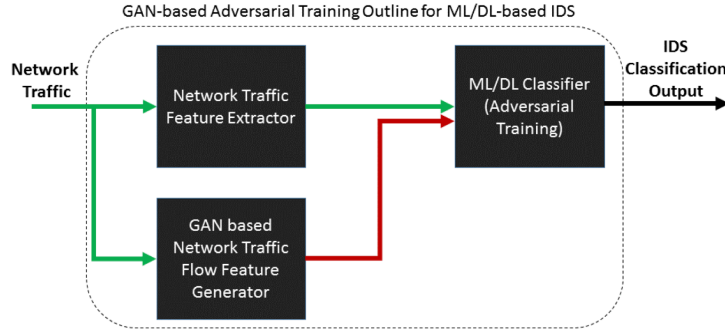 GAN-based Adversarial Training Outline for ML/DL-based IDS
Network
Traffic
Network Traffic
Feature Extractor
ML/DL Classifier
(Adversarial
Training)
IDS
Classification
Output
GAN based
Network Traffic
Flow Feature
Generator